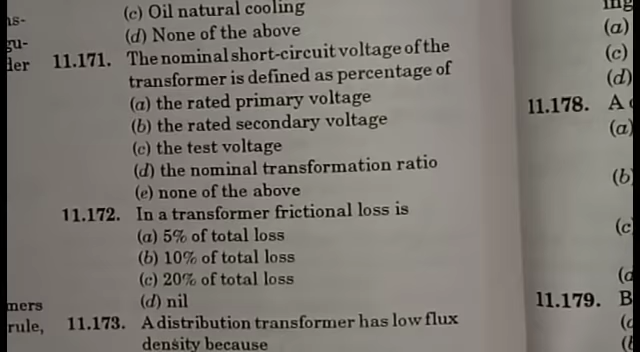 ns-
gu-
der
(c) Oil natural cooling
(d) None of the above
11.171. The nominal short-circuit voltage of the
transformer is defined as percentage of
(a) the rated primary voltage
(b) the rated secondary voltage
(c) the test voltage
(d) the nominal transformation ratio
(e) none of the above
11.172. In a transformer frictional loss is
(a) 5% of total loss
(b) 10% of total loss
(c) 20% of total loss
(d) nil
mers
rule,
11.173. A distribution transformer has low flux
density because
ing
(a)
(c)
(d)
11.178. A
(a)
(b)
(c
11.179. B